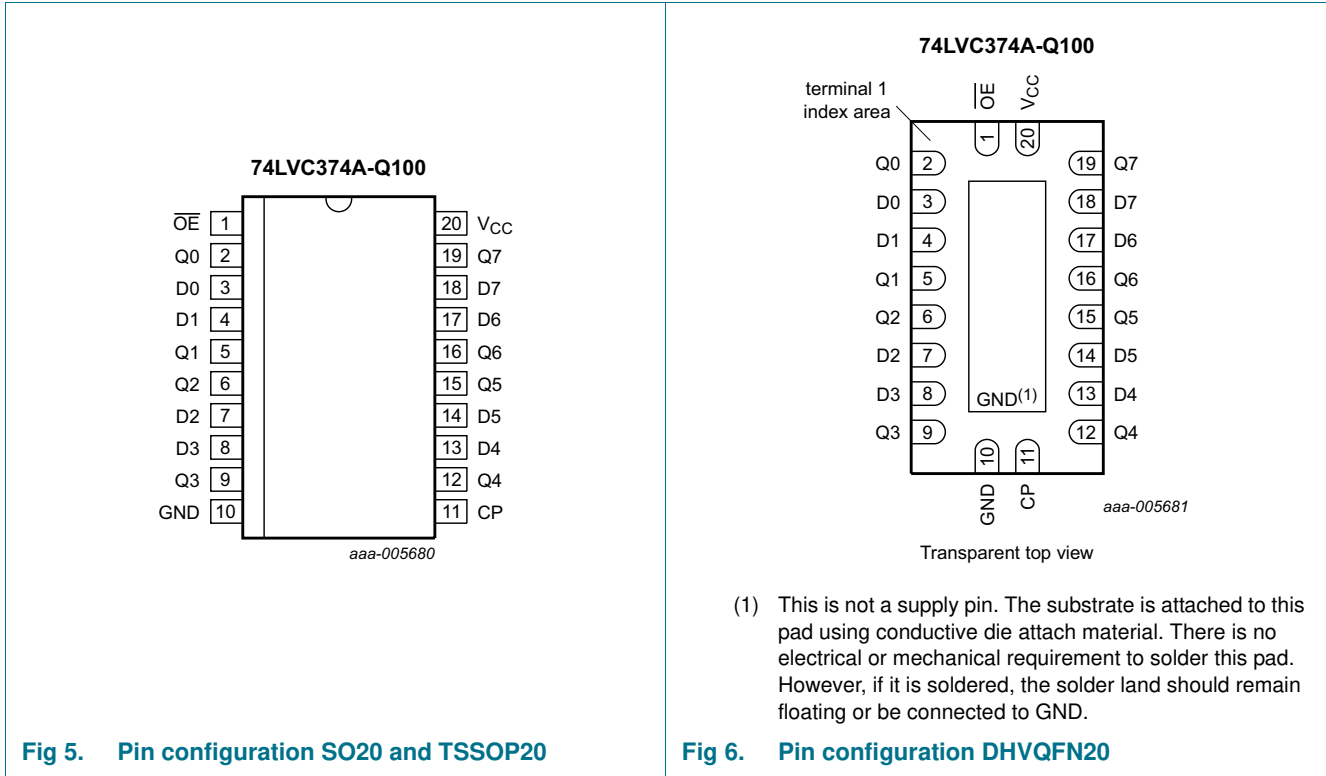 74LVC374A-Q100
OE 1 20 VCC
Q0 2 19 Q7
D0 3 18 D7
D1 4 17 D6
Q1 5 16 Q6
Q2 6 15 Q5
D2 7 14 D5
D3 8 13 D4
Q3 9 12 Q4
GND 10 11 CP
aaa-005680
Fig 5. Pin configuration SO20 and TSSOP20
74LVC374A-Q100
terminal 1
index area
OE VCC
1 20
Q0 2 19 Q7
D0 3 18 D7
D1 4 17 D6
Q1 5 16 Q6
Q2 6 15 Q5
D2 7 14 D5
D3 8 GND(1) 13 D4
Q3 9 12 Q4
10 11
GND CP
aaa-005681
Transparent top view
(1) This is not a supply pin. The substrate is attached to this
pad using conductive die attach material. There is no
electrical or mechanical requirement to solder this pad.
However, if it is soldered, the solder land should remain
floating or be connected to GND.
Fig 6. Pin configuration DHVQFN20